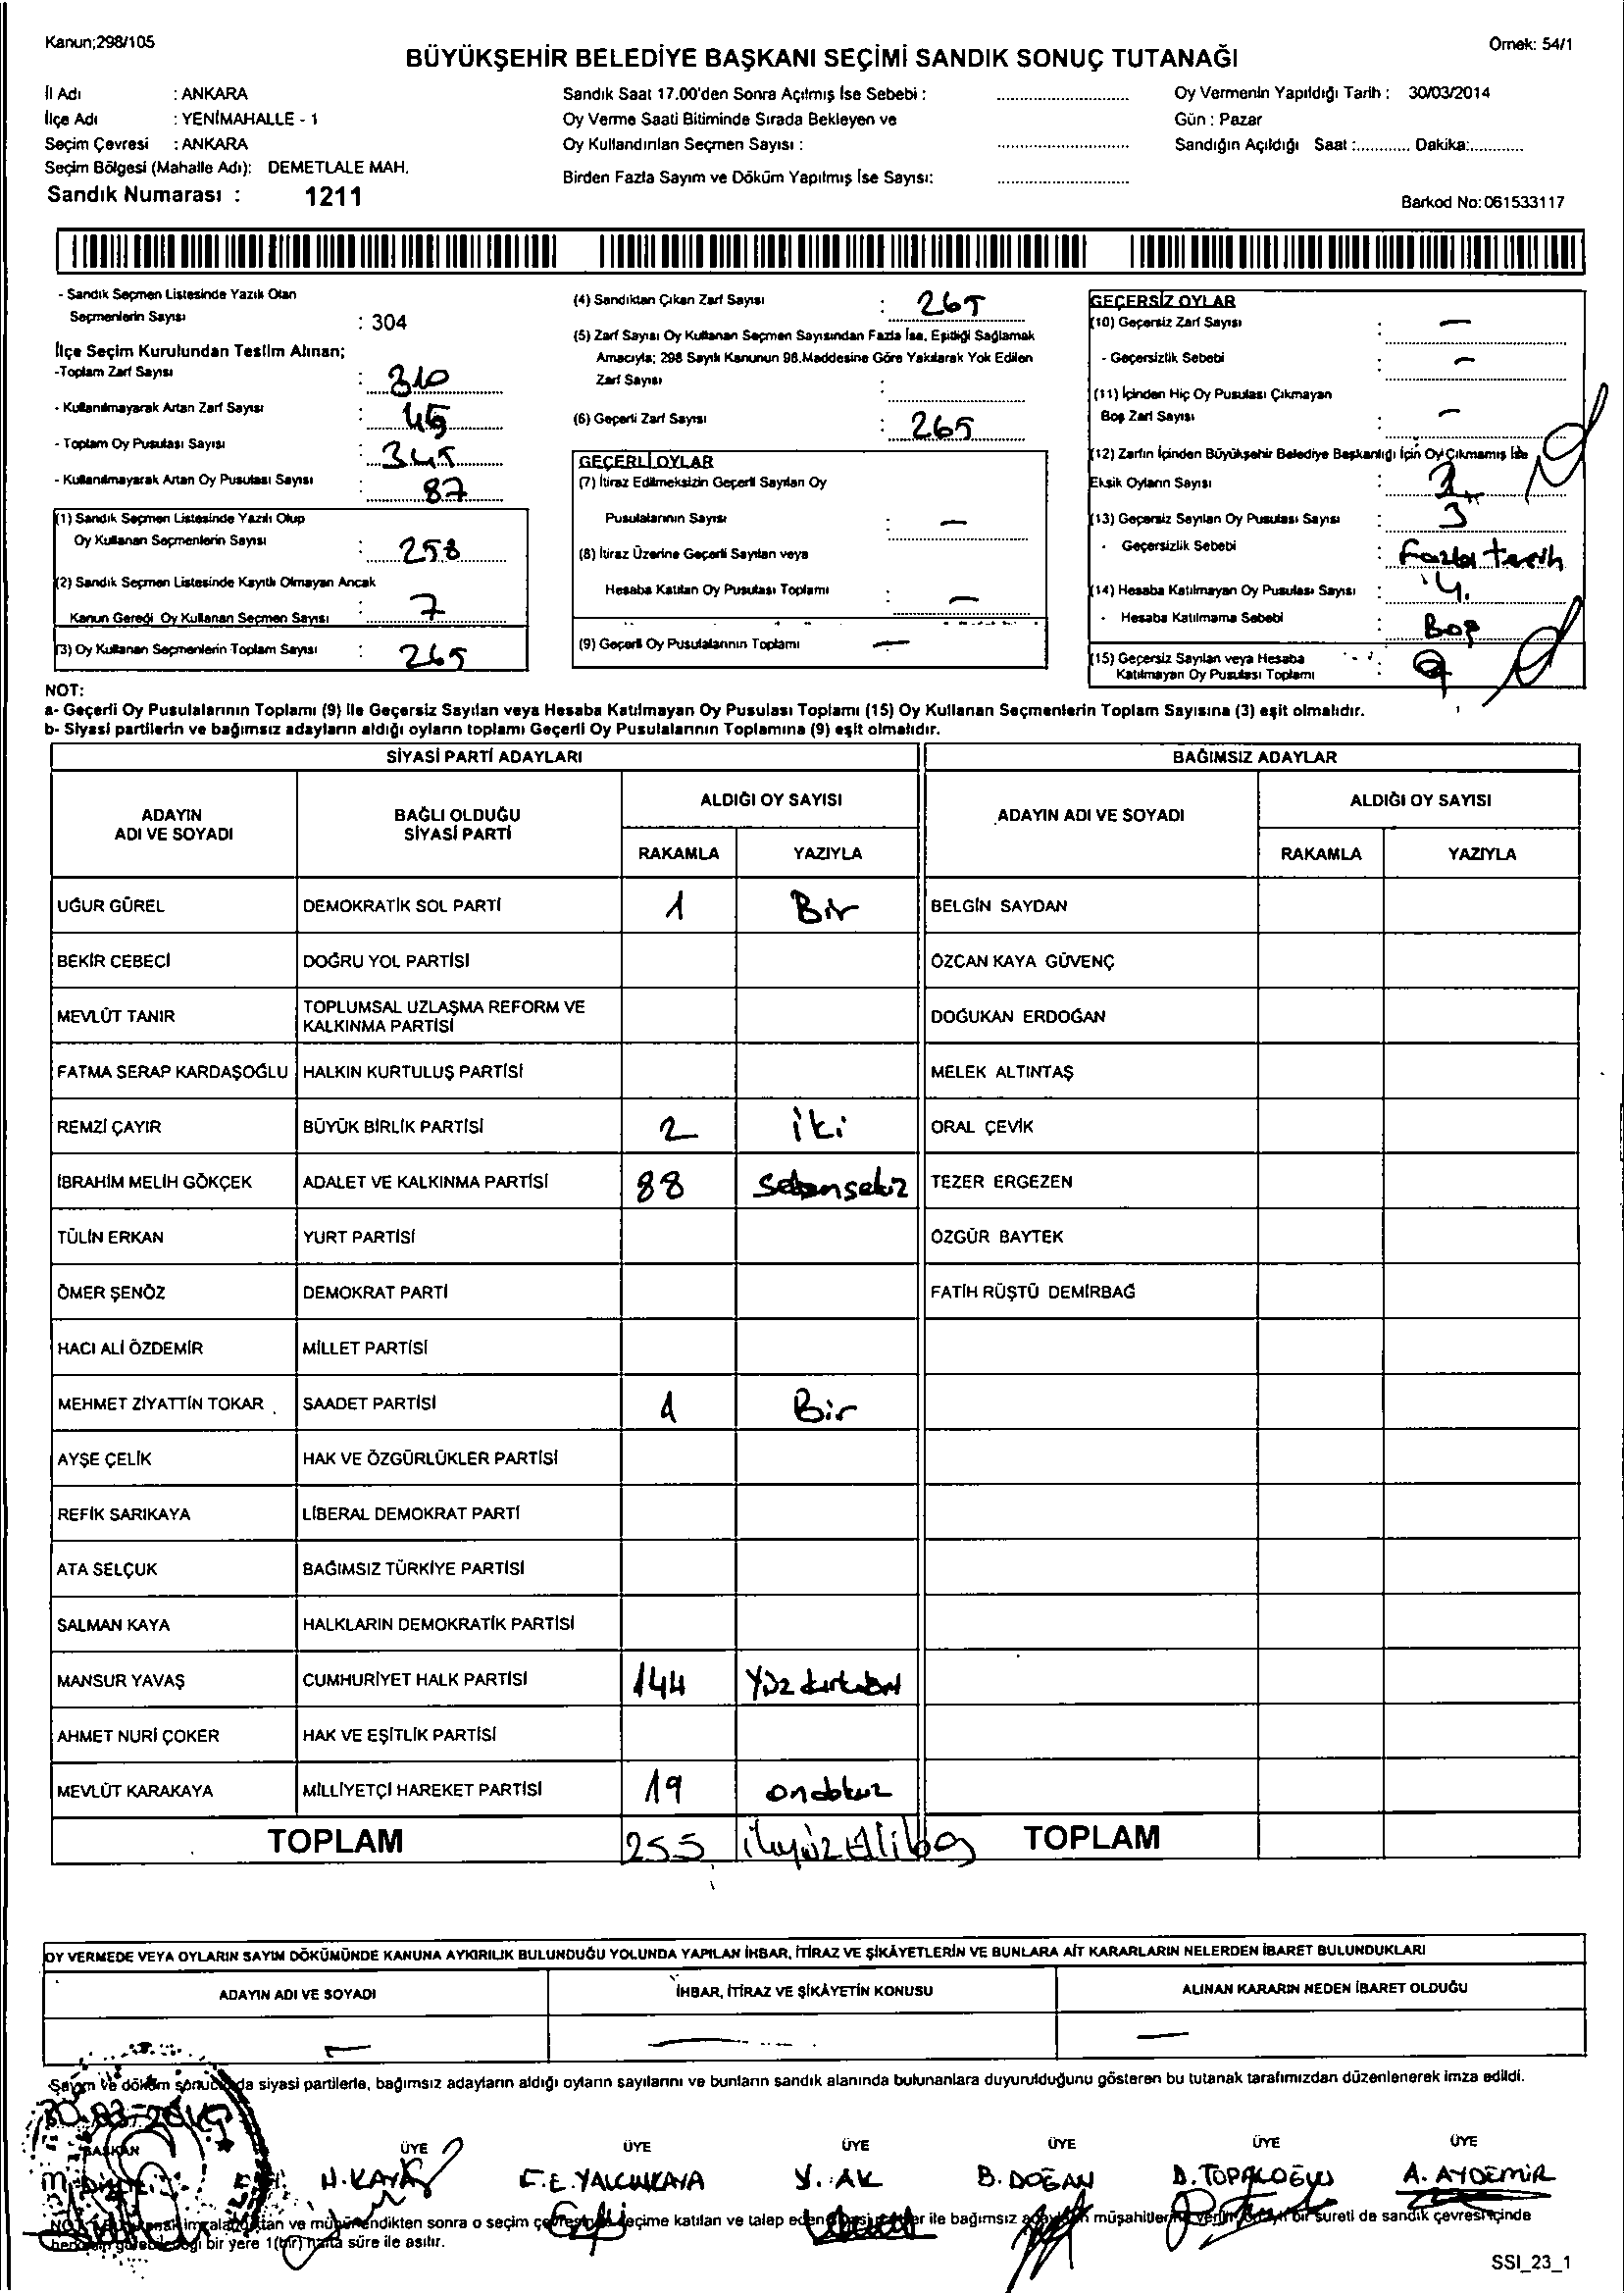 Kanun;298/105
Örnek: 54/1
BÜYÜKŞEHİR BELEDİYE BAŞKANI SEÇİMİ SANDIK SONUÇ TUTANAĞI
İl Adı : ANKARA
İlçe Adı : YENİMAHALLE - 1
Seçim Çevresi : ANKARA
Seçim Bölgesi (Mahalle Adı): DEMETLALE MAH.
Sandık Numarası : 1211
Sandık Saat 17.00'den Sonra Açılmış İse Sebebi :
Oy Verme Saati Bitiminde Sırada Bekleyen ve
Oy Kullandırılan Seçmen Sayısı :
Birden Fazla Sayım ve Döküm Yapılmış İse Sayısı:
Oy Vermenin Yapıldığı Tarih : 30/03/2014
Gün : Pazar
Sandığın Açıldığı Saat :............ Dakika:............
Barkod No: 061533117
- Sandık Seçmen Listesinde Yazılı Olan
Seçmenlerin Sayısı : 304
İlçe Seçim Kurulundan Teslim Alınan;
-Toplam Zarf Sayısı : 310
- Kullanılmayarak Artan Zarf Sayısı : 45
- Toplam Oy Pusulası Sayısı : 345
- Kullanılmayarak Artan Oy Pusulası Sayısı : 87
(1) Sandık Seçmen Listesinde Yazılı Olup
Oy Kullanan Seçmenlerin Sayısı : 258
(2) Sandık Seçmen Listesinde Kayıtlı Olmayan Ancak
Kanun Gereği Oy Kullanan Seçmen Sayısı : 7
(3) Oy Kullanan Seçmenlerin Toplam Sayısı : 265
(4) Sandıktan Çıkan Zarf Sayısı : 265
(5) Zarf Sayısı Oy Kullanan Seçmen Sayısından Fazla İse, Eşitliği Sağlamak
Amacıyla; 298 Sayılı Kanunun 98.Maddesine Göre Yakılarak Yok Edilen
Zarf Sayısı :
(6) Geçerli Zarf Sayısı : 265
GEÇERLİ OYLAR
(7) İtiraz Edilmeksizin Geçerli Sayılan Oy
Pusulalarının Sayısı : —
(8) İtiraz Üzerine Geçerli Sayılan veya
Hesaba Katılan Oy Pusulası Toplamı : —
(9) Geçerli Oy Pusulalarının Toplamı —
GEÇERSİZ OYLAR
(10) Geçersiz Zarf Sayısı : —
- Geçersizlik Sebebi : —
(11) İçinden Hiç Oy Pusulası Çıkmayan
Boş Zarf Sayısı : —
(12) Zarfın İçinden Büyükşehir Belediye Başkanlığı İçin Oy Çıkmamış İse
Eksik Oyların Sayısı :
(13) Geçersiz Sayılan Oy Pusulası Sayısı : 3
- Geçersizlik Sebebi : Fazla tercih
(14) Hesaba Katılmayan Oy Pusulası Sayısı : 4.
- Hesaba Katılmama Sebebi : Boş
(15) Geçersiz Sayılan veya Hesaba
Katılmayan Oy Pusulası Toplamı : 9
NOT:
a- Geçerli Oy Pusulalarının Toplamı (9) ile Geçersiz Sayılan veya Hesaba Katılmayan Oy Pusulası Toplamı (15) Oy Kullanan Seçmenlerin Toplam Sayısına (3) eşit olmalıdır.
b- Siyasi partilerin ve bağımsız adayların aldığı oyların toplamı Geçerli Oy Pusulalarının Toplamına (9) eşit olmalıdır.
SİYASİ PARTİ ADAYLARI
BAĞIMSIZ ADAYLAR
ADAYIN ADI VE SOYADI
BAĞLI OLDUĞU SİYASİ PARTİ
ALDIĞI OY SAYISI
RAKAMLA YAZIYLA
ADAYIN ADI VE SOYADI
ALDIĞI OY SAYISI
RAKAMLA YAZIYLA
UĞUR GÜREL DEMOKRATİK SOL PARTİ 1 Bir BELGİN SAYDAN
BEKİR CEBECİ DOĞRU YOL PARTİSİ ÖZCAN KAYA GÜVENÇ
MEVLÜT TANIR TOPLUMSAL UZLAŞMA REFORM VE KALKINMA PARTİSİ DOĞUKAN ERDOĞAN
FATMA SERAP KARDAŞOĞLU HALKIN KURTULUŞ PARTİSİ MELEK ALTINTAŞ
REMZİ ÇAYIR BÜYÜK BİRLİK PARTİSİ 2 iki ORAL ÇEVİK
İBRAHİM MELİH GÖKÇEK ADALET VE KALKINMA PARTİSİ 88 Seksensekiz TEZER ERGEZEN
TÜLİN ERKAN YURT PARTİSİ ÖZGÜR BAYTEK
ÖMER ŞENÖZ DEMOKRAT PARTİ FATİH RÜŞTÜ DEMİRBAĞ
HACI ALİ ÖZDEMİR MİLLET PARTİSİ
MEHMET ZİYATTİN TOKAR SAADET PARTİSİ 1 Bir
AYŞE ÇELİK HAK VE ÖZGÜRLÜKLER PARTİSİ
REFİK SARIKAYA LİBERAL DEMOKRAT PARTİ
ATA SELÇUK BAĞIMSIZ TÜRKİYE PARTİSİ
SALMAN KAYA HALKLARIN DEMOKRATİK PARTİSİ
MANSUR YAVAŞ CUMHURİYET HALK PARTİSİ 144 Yüz kırkdört
AHMET NURİ ÇOKER HAK VE EŞİTLİK PARTİSİ
MEVLÜT KARAKAYA MİLLİYETÇİ HAREKET PARTİSİ 19 ondokuz
TOPLAM 255 ikiyüzEllibeş TOPLAM
OY VERMEDE VEYA OYLARIN SAYIM DÖKÜMÜNDE KANUNA AYKIRILIK BULUNDUĞU YOLUNDA YAPILAN İHBAR, İTİRAZ VE ŞİKÂYETLERİN VE BUNLARA AİT KARARLARIN NELERDEN İBARET BULUNDUKLARI
ADAYIN ADI VE SOYADI İHBAR, İTİRAZ VE ŞİKÂYETİN KONUSU ALINAN KARARIN NEDEN İBARET OLDUĞU
— — —
Sayım ve döküm sonucunda siyasi partilerle, bağımsız adayların aldığı oyların sayılarını ve bunların sandık alanında bulunanlara duyurulduğunu gösteren bu tutanak tarafımızdan düzenlenerek imza edildi.
30.03.2014
BAŞKAN ÜYE ÜYE ÜYE ÜYE ÜYE ÜYE
N. KAYA F.E. YALÇINKAYA Y. AK B. DOĞAN D. TOPALOĞLU A. AYDEMİR
ve mühürlendikten sonra o seçim seçime katılan ve talep eden ile bağımsız müşahitlerine bir sureti de sandık çevresi içinde
bir yere 1(bir) hafta süre ile asılır.
SSI_23_1